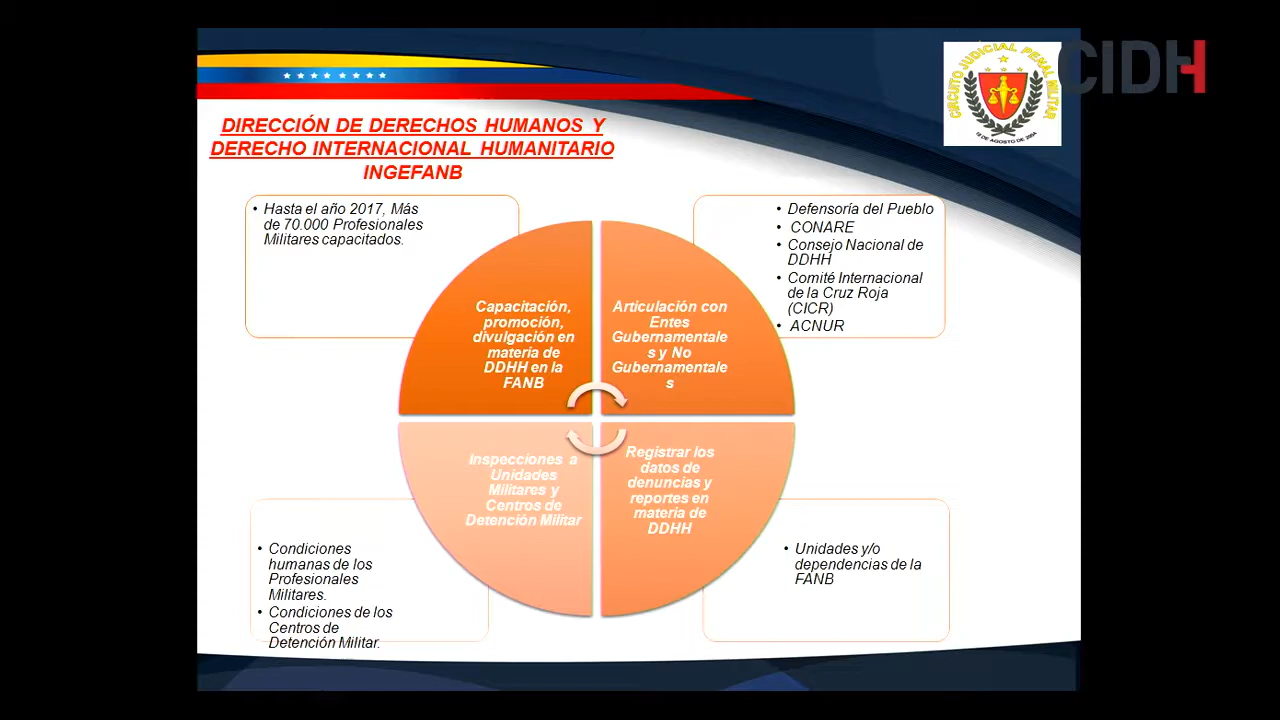 CIDH
CIRCUITO JUDICIAL PENAL MILITAR
DIRECCIÓN DE DERECHOS HUMANOS Y
DERECHO INTERNACIONAL HUMANITARIO
INGEFANB
• Hasta el año 2017, Más
de 70.000 Profesionales
Militares capacitados.
• Defensoría del Pueblo
• CONARE
• Consejo Nacional de
DDHH
• Comité Internacional
de la Cruz Roja
(CICR)
• ACNUR
Capacitación,
promoción,
divulgación en
materia de
DDHH en la
FANB
Articulación con
Entes
Gubernamentale
s y No
Gubernamentale
s
Inspecciones a
Unidades
Militares y
Centros de
Detención Militar
Registrar los
datos de
denuncias y
reportes en
materia de
DDHH
• Condiciones
humanas de los
Profesionales
Militares.
• Condiciones de los
Centros de
Detención Militar.
• Unidades y/o
dependencias de la
FANB